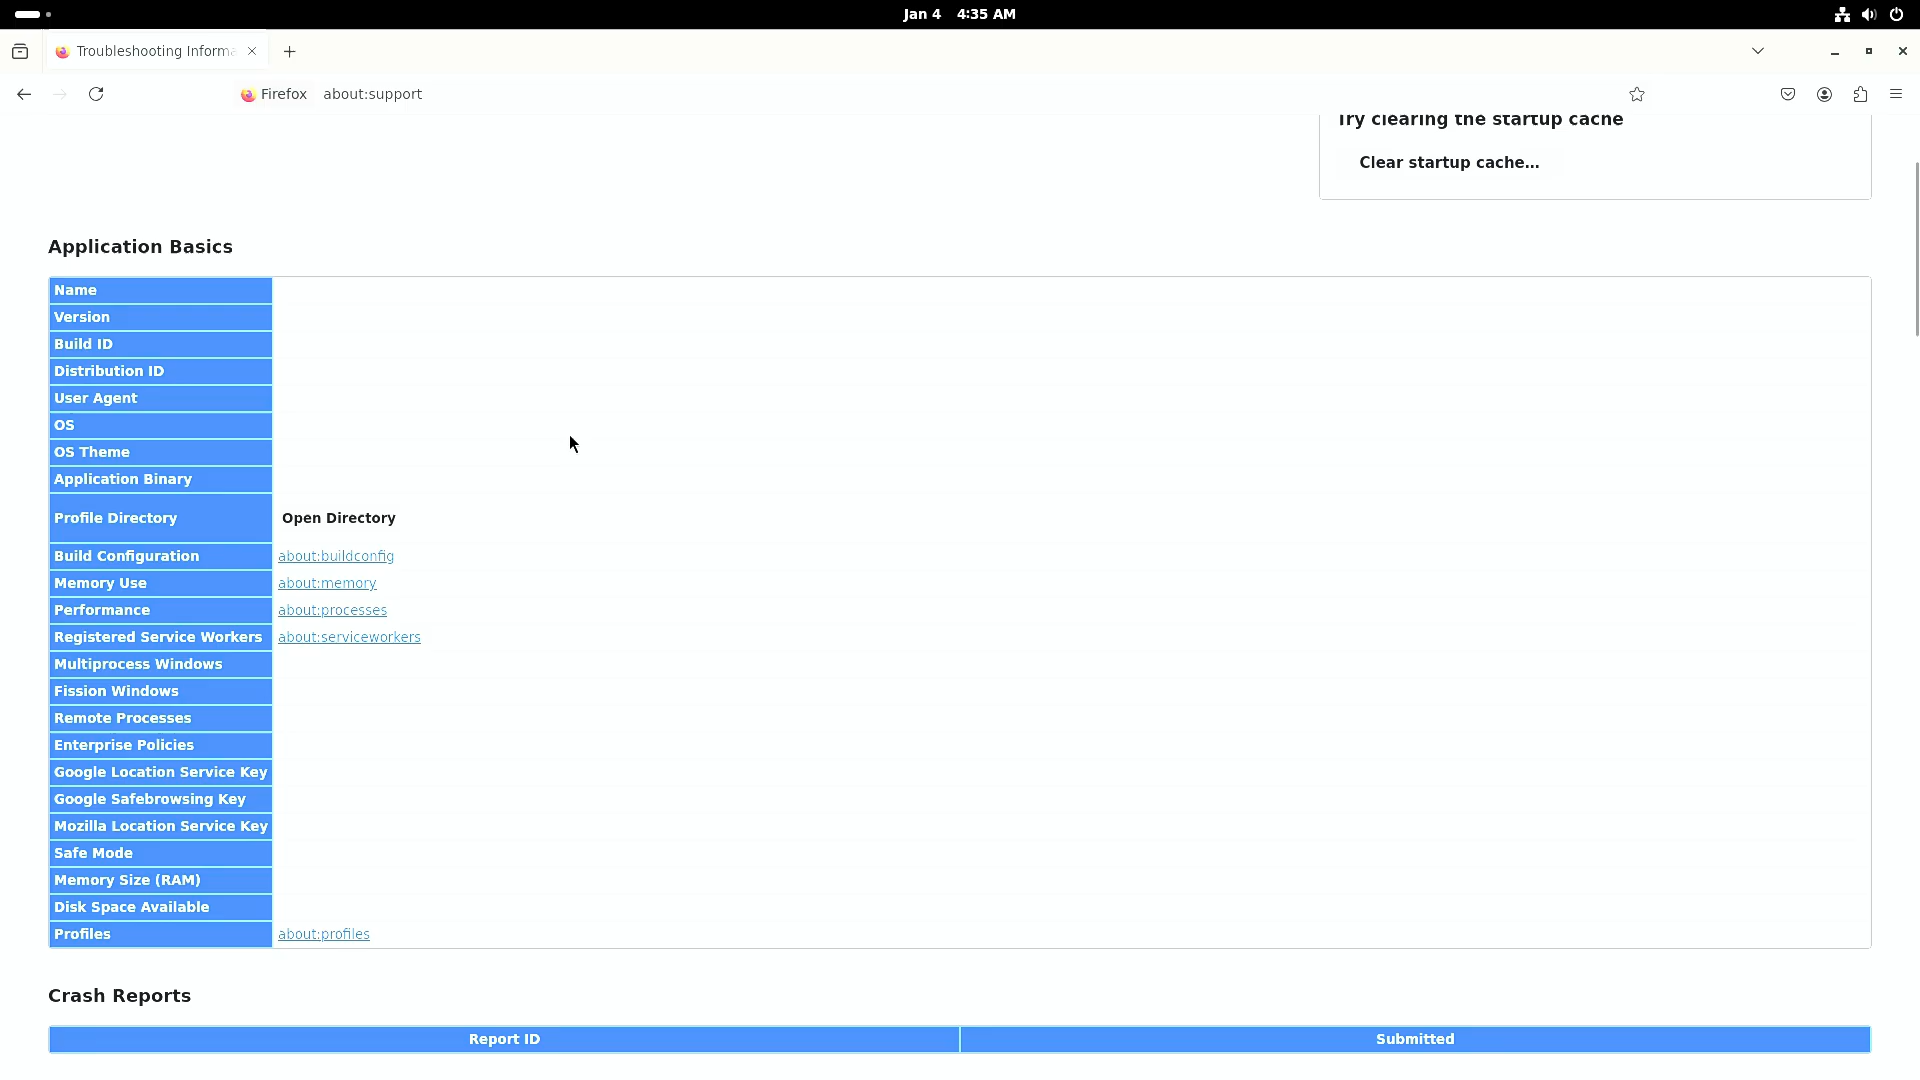 Jan 4 4:35 AM
Troubleshooting Informa
Firefox about:support
Try clearing the startup cache
Clear startup cache...
Application Basics
Name
Version
Build ID
Distribution ID
User Agent
OS
OS Theme
Application Binary
Profile Directory Open Directory
Build Configuration about:buildconfig
Memory Use about:memory
Performance about:processes
Registered Service Workers about:serviceworkers
Multiprocess Windows
Fission Windows
Remote Processes
Enterprise Policies
Google Location Service Key
Google Safebrowsing Key
Mozilla Location Service Key
Safe Mode
Memory Size (RAM)
Disk Space Available
Profiles about:profiles
Crash Reports
Report ID Submitted